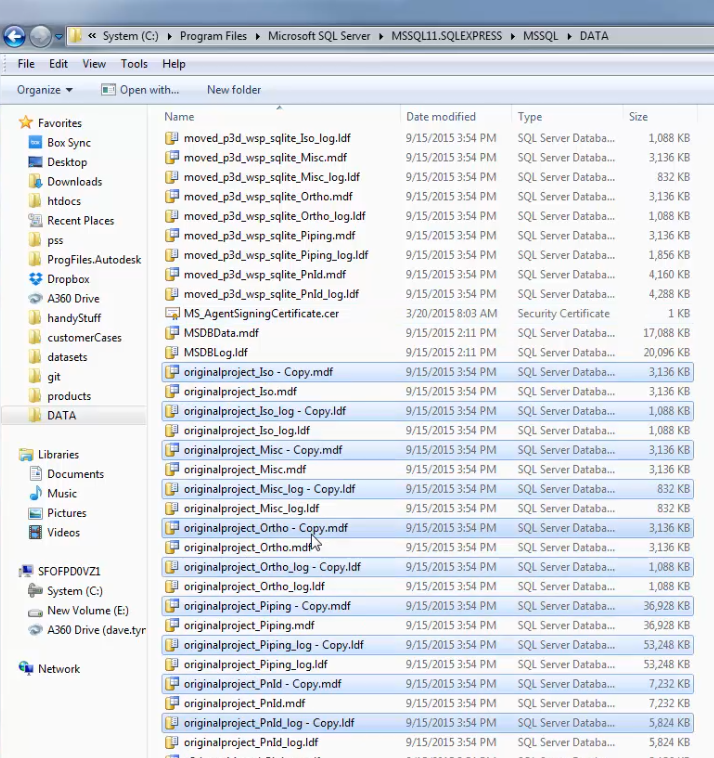 « System (C:) ▸ Program Files ▸ Microsoft SQL Server ▸ MSSQL11.SQLEXPRESS ▸ MSSQL ▸ DATA
File Edit View Tools Help
Organize Open with... New folder
Name Date modified Type Size
Favorites
Box Sync
Desktop
Downloads
htdocs
Recent Places
pss
ProgFiles.Autodesk
Dropbox
A360 Drive
handyStuff
customerCases
datasets
git
products
DATA
Libraries
Documents
Music
Pictures
Videos
SFOFPD0VZ1
System (C:)
New Volume (E:)
A360 Drive (dave.tyr
Network
moved_p3d_wsp_sqlite_Iso_log.ldf 9/15/2015 3:54 PM SQL Server Databa... 1,088 KB
moved_p3d_wsp_sqlite_Misc.mdf 9/15/2015 3:54 PM SQL Server Databa... 3,136 KB
moved_p3d_wsp_sqlite_Misc_log.ldf 9/15/2015 3:54 PM SQL Server Databa... 832 KB
moved_p3d_wsp_sqlite_Ortho.mdf 9/15/2015 3:54 PM SQL Server Databa... 3,136 KB
moved_p3d_wsp_sqlite_Ortho_log.ldf 9/15/2015 3:54 PM SQL Server Databa... 1,088 KB
moved_p3d_wsp_sqlite_Piping.mdf 9/15/2015 3:54 PM SQL Server Databa... 3,136 KB
moved_p3d_wsp_sqlite_Piping_log.ldf 9/15/2015 3:54 PM SQL Server Databa... 1,856 KB
moved_p3d_wsp_sqlite_PnId.mdf 9/15/2015 3:54 PM SQL Server Databa... 4,160 KB
moved_p3d_wsp_sqlite_PnId_log.ldf 9/15/2015 3:54 PM SQL Server Databa... 4,288 KB
MS_AgentSigningCertificate.cer 3/20/2015 8:03 AM Security Certificate 1 KB
MSDBData.mdf 9/15/2015 2:11 PM SQL Server Databa... 17,088 KB
MSDBLog.ldf 9/15/2015 2:11 PM SQL Server Databa... 20,096 KB
originalproject_Iso - Copy.mdf 9/15/2015 3:54 PM SQL Server Databa... 3,136 KB
originalproject_Iso.mdf 9/15/2015 3:54 PM SQL Server Databa... 3,136 KB
originalproject_Iso_log - Copy.ldf 9/15/2015 3:54 PM SQL Server Databa... 1,088 KB
originalproject_Iso_log.ldf 9/15/2015 3:54 PM SQL Server Databa... 1,088 KB
originalproject_Misc - Copy.mdf 9/15/2015 3:54 PM SQL Server Databa... 3,136 KB
originalproject_Misc.mdf 9/15/2015 3:54 PM SQL Server Databa... 3,136 KB
originalproject_Misc_log - Copy.ldf 9/15/2015 3:54 PM SQL Server Databa... 832 KB
originalproject_Misc_log.ldf 9/15/2015 3:54 PM SQL Server Databa... 832 KB
originalproject_Ortho - Copy.mdf 9/15/2015 3:54 PM SQL Server Databa... 3,136 KB
originalproject_Ortho.mdf 9/15/2015 3:54 PM SQL Server Databa... 3,136 KB
originalproject_Ortho_log - Copy.ldf 9/15/2015 3:54 PM SQL Server Databa... 1,088 KB
originalproject_Ortho_log.ldf 9/15/2015 3:54 PM SQL Server Databa... 1,088 KB
originalproject_Piping - Copy.mdf 9/15/2015 3:54 PM SQL Server Databa... 36,928 KB
originalproject_Piping.mdf 9/15/2015 3:54 PM SQL Server Databa... 36,928 KB
originalproject_Piping_log - Copy.ldf 9/15/2015 3:54 PM SQL Server Databa... 53,248 KB
originalproject_Piping_log.ldf 9/15/2015 3:54 PM SQL Server Databa... 53,248 KB
originalproject_PnId - Copy.mdf 9/15/2015 3:54 PM SQL Server Databa... 7,232 KB
originalproject_PnId.mdf 9/15/2015 3:54 PM SQL Server Databa... 7,232 KB
originalproject_PnId_log - Copy.ldf 9/15/2015 3:54 PM SQL Server Databa... 5,824 KB
originalproject_PnId_log.ldf 9/15/2015 3:54 PM SQL Server Databa... 5,824 KB